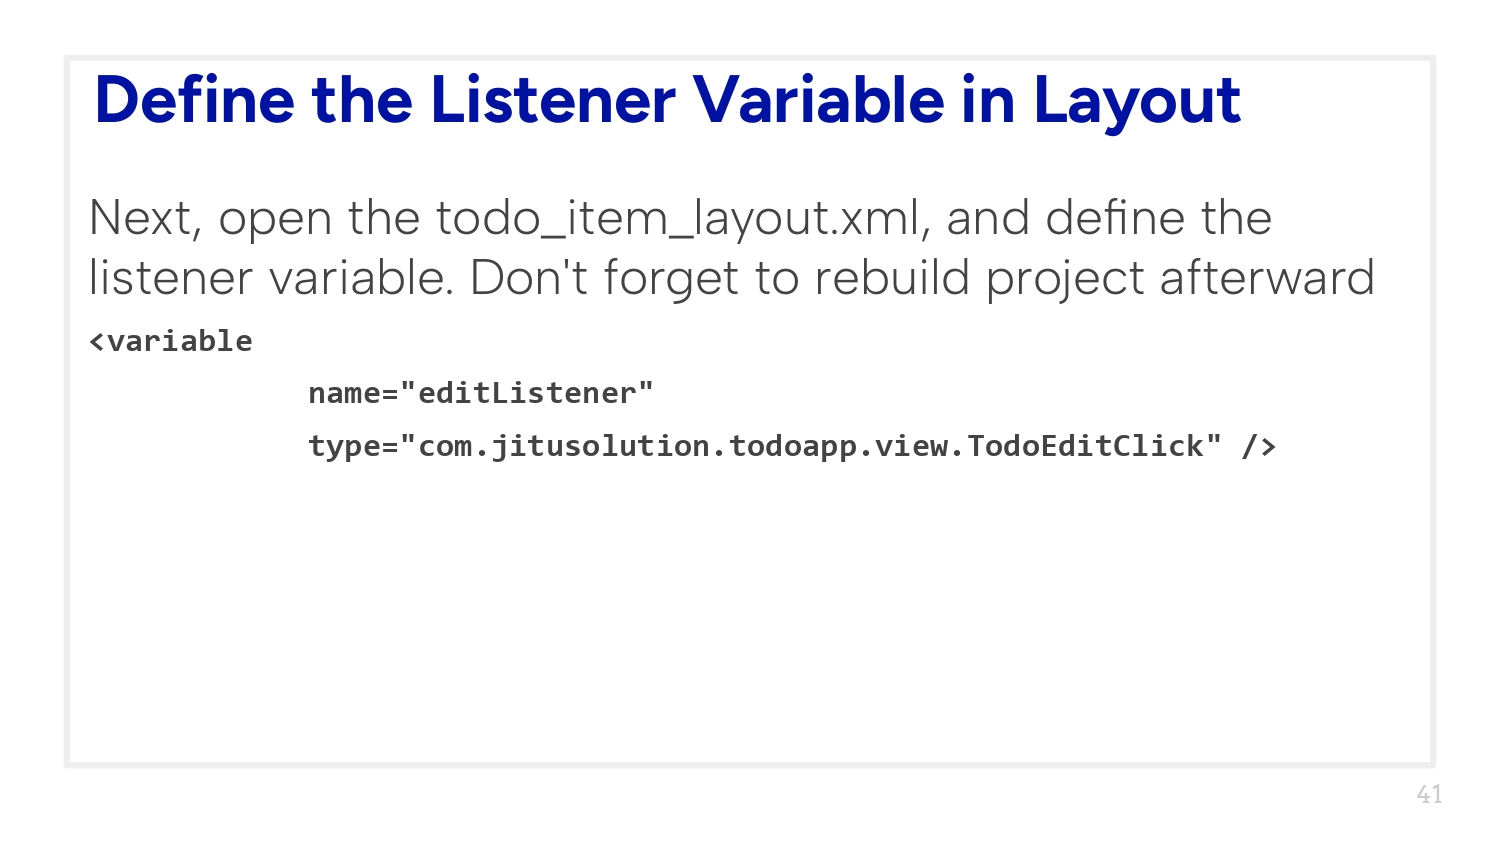 Define the Listener Variable in Layout
Next, open the todo_item_layout.xml, and define the
listener variable. Don't forget to rebuild project afterward
<variable
name="editListener"
type="com.jitusolution.todoapp.view.TodoEditClick" />
41